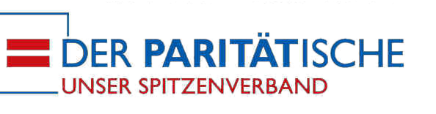 DER PARITÄTISCHE
UNSER SPITZENVERBAND